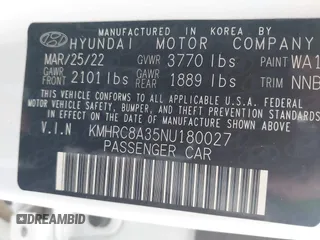 MANUFACTURED IN KOREA BY
HYUNDAI MOTOR COMPANY
MAR/25/22 GVWR 3770 lbs WA1
GAWR FRONT 2101 lbs GAWR REAR 1889 lbs TRIM NNB
THIS VEHICLE CONFORMS TO ALL APPLICABLE U.S. FEDERAL
MOTOR VEHICLE SAFETY, BUMPER, AND THEFT PREVENTION
STANDARDS IN EFFECT ON THE DATE OF MANUFACTURE
SHOWN ABOVE
V.I.N KMHRC8A35NU180027
PASSENGER CAR
© DREAMBID